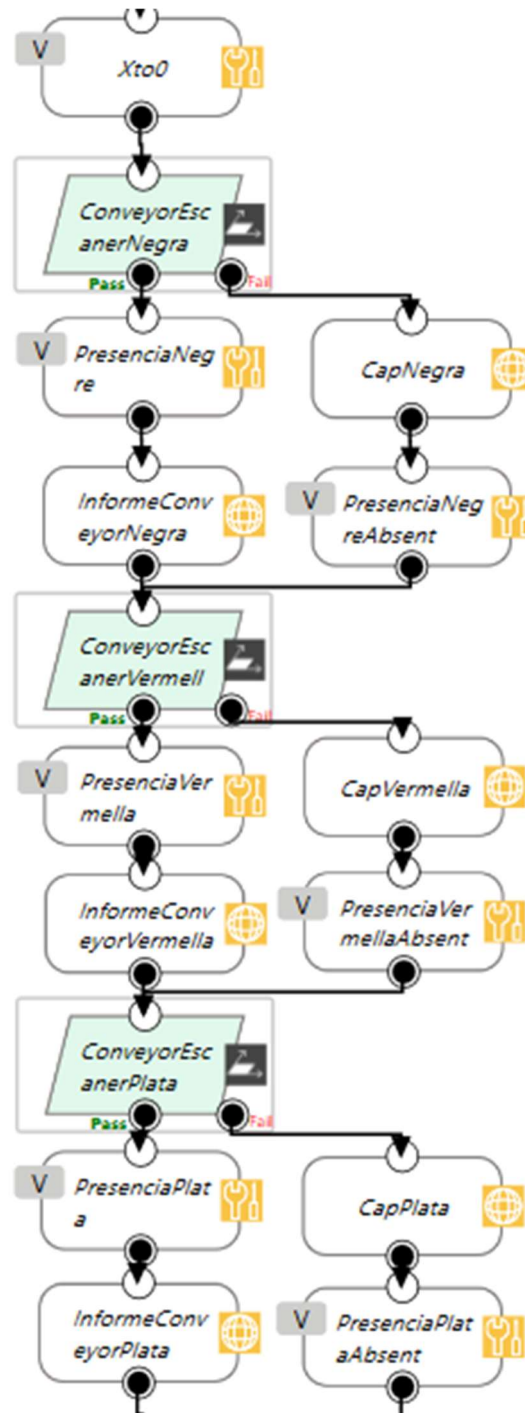 V
Xto0
ConveyorEsc
anerNegra
Pass
Fail
V
PresenciaNeg
re
CapNegra
InformeConv
eyorNegra
V
PresenciaNeg
reAbsent
ConveyorEsc
anerVermell
Pass
Fail
V
PresenciaVer
mella
CapVermella
InformeConv
eyorVermella
V
PresenciaVer
mellaAbsent
ConveyorEsc
anerPlata
Pass
Fail
V
PresenciaPlat
a
CapPlata
InformeConv
eyorPlata
V
PresenciaPlat
aAbsent